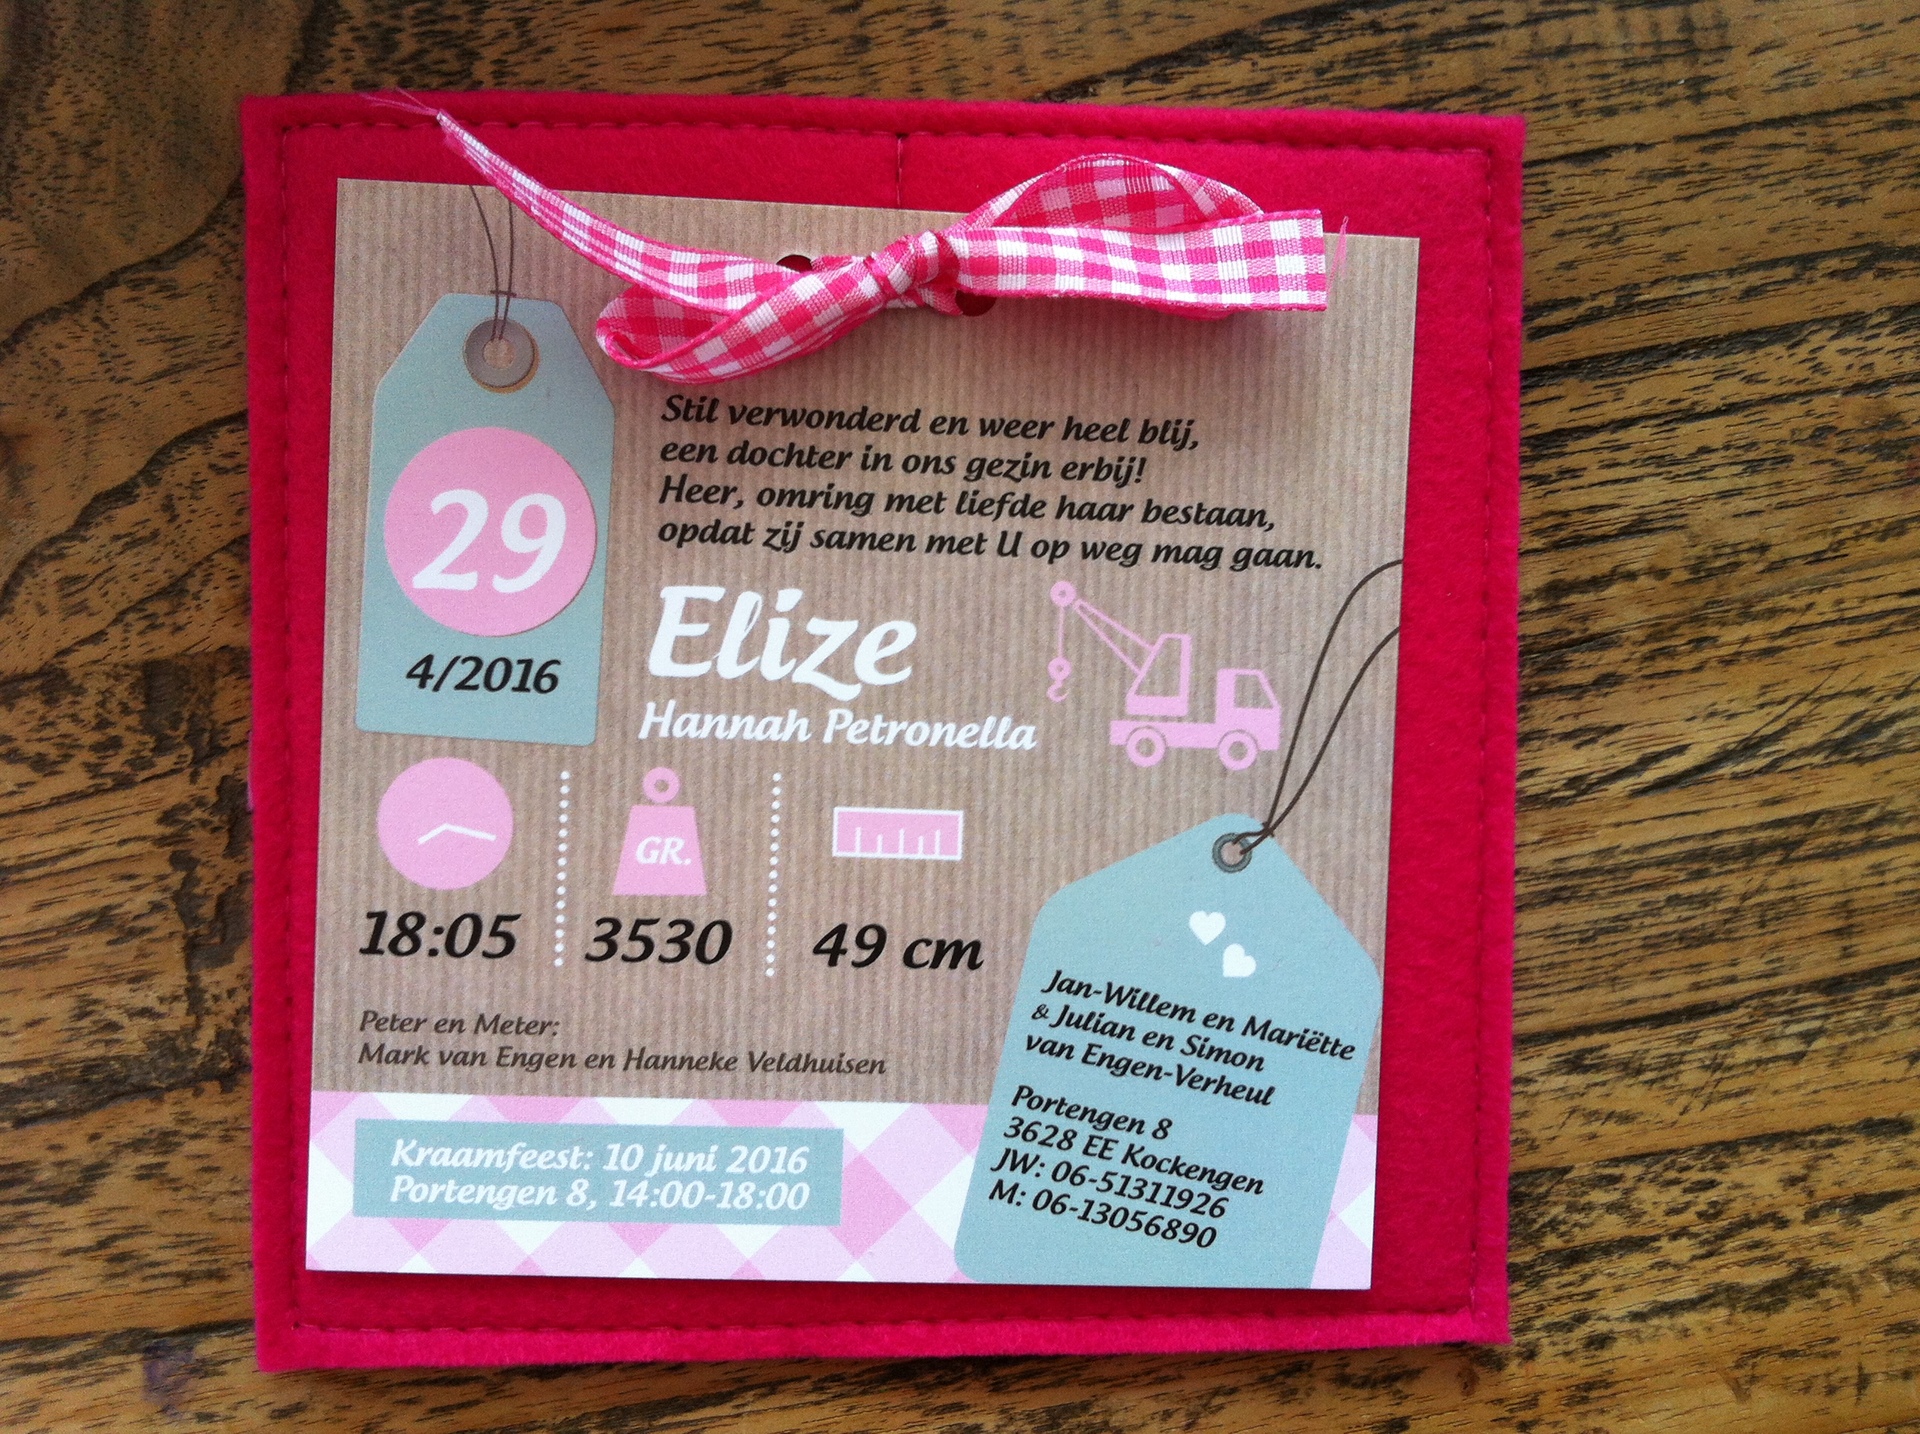 Stil verwonderd en weer heel blij,
een dochter in ons gezin erbij!
Heer, omring met liefde haar bestaan,
opdat zij samen met U op weg mag gaan.
29
4/2016
Elize
Hannah Petronella
GR.
18:05
3530
49 cm
Peter en Meter:
Mark van Engen en Hanneke Veldhuisen
Jan-Willem en Mariëtte
& Julian en Simon
van Engen-Verheul
Portengen 8
3628 EE Kockengen
JW: 06-51311926
M: 06-13056890
Kraamfeest: 10 juni 2016
Portengen 8, 14:00-18:00